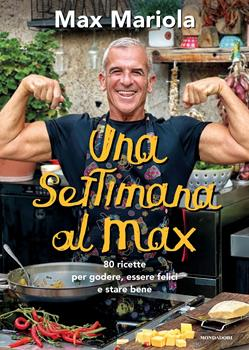 Max Mariola
Una
Settimana
al max
80 ricette
per godere, essere felici
e stare bene
MONDADORI